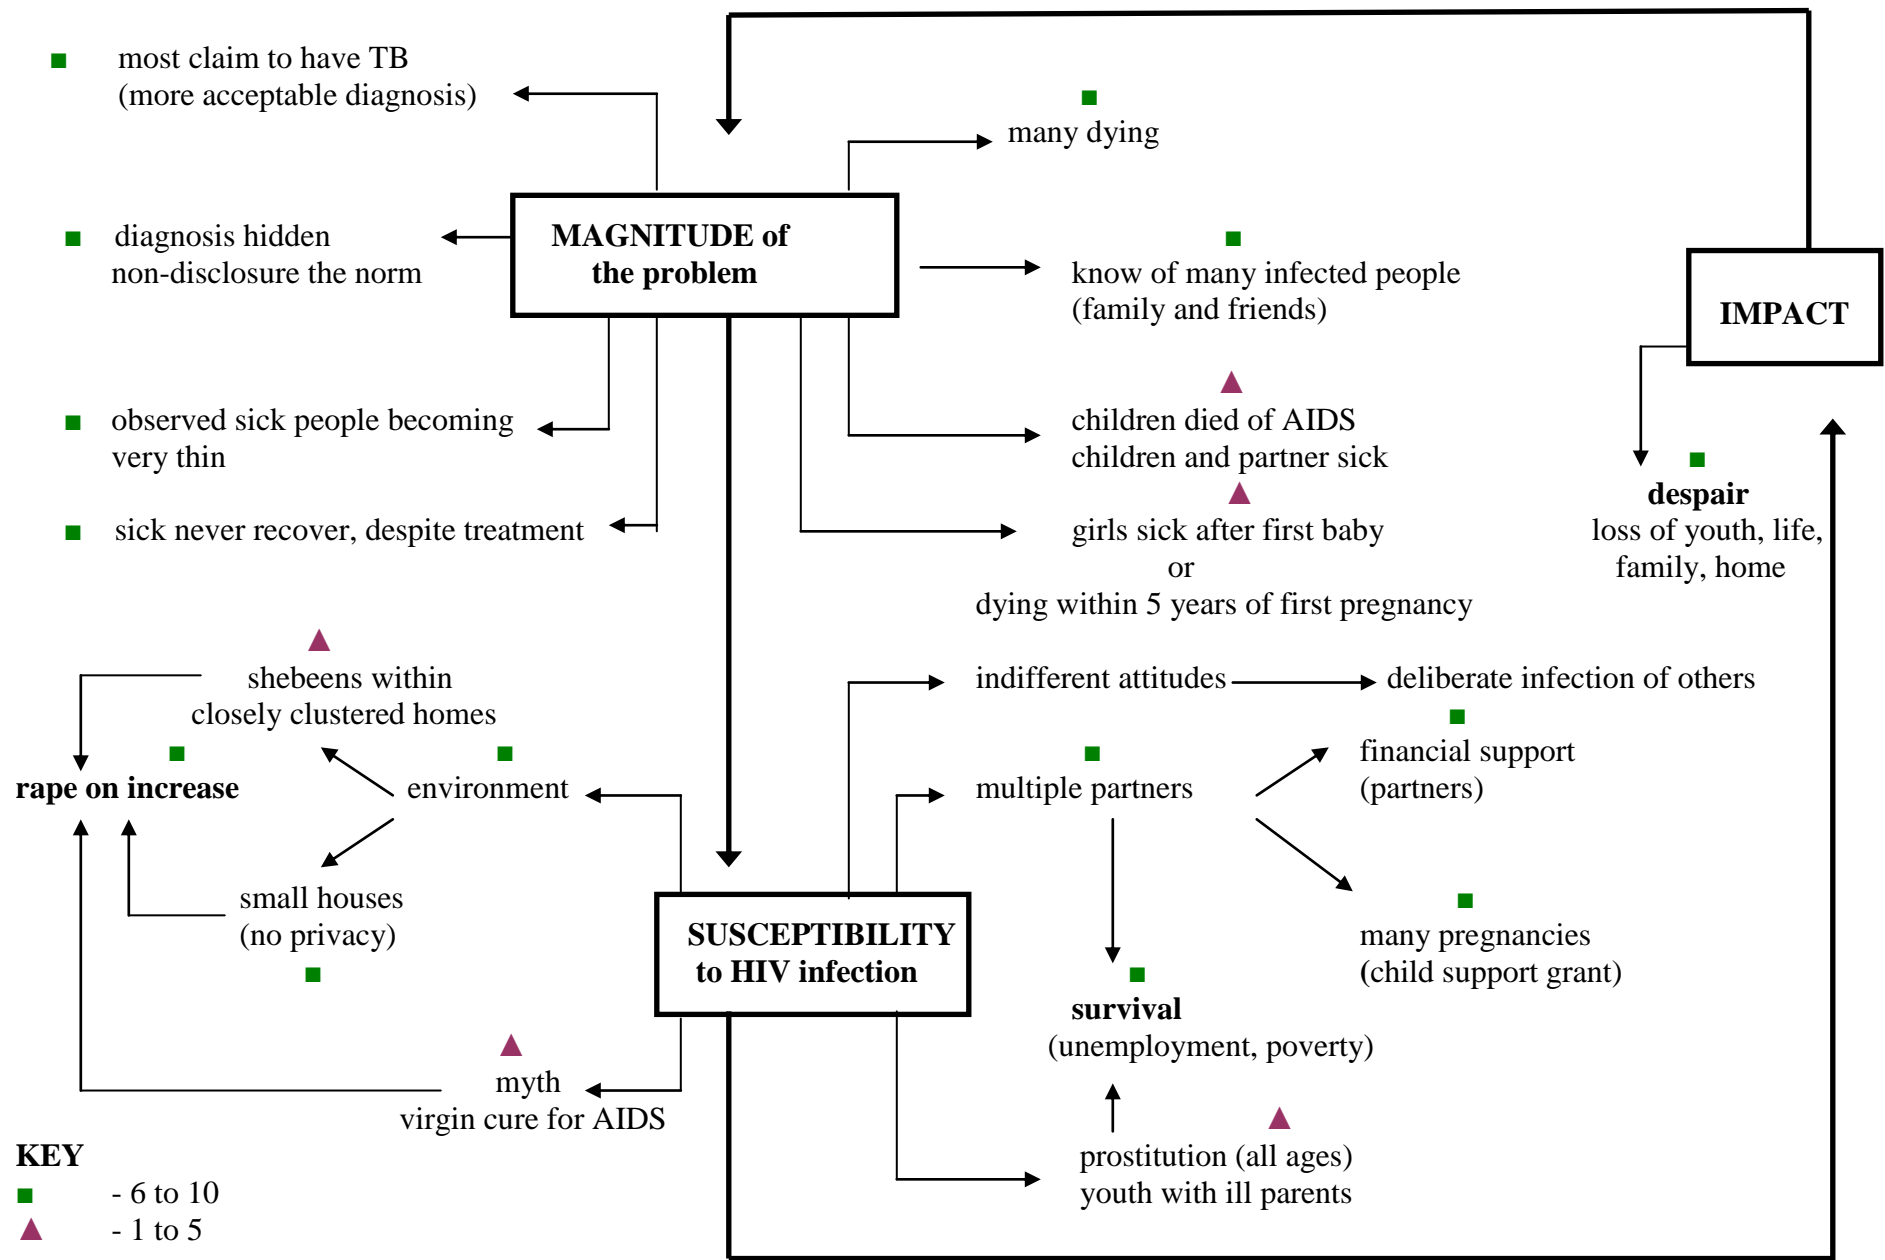 most claim to have TB
(more acceptable diagnosis)
many dying
diagnosis hidden
non-disclosure the norm
MAGNITUDE of
the problem
know of many infected people
(family and friends)
IMPACT
observed sick people becoming
very thin
children died of AIDS
children and partner sick
despair
loss of youth, life,
family, home
sick never recover, despite treatment
girls sick after first baby
or
dying within 5 years of first pregnancy
shebeens within
closely clustered homes
indifferent attitudes
deliberate infection of others
rape on increase
environment
multiple partners
financial support
(partners)
small houses
(no privacy)
SUSCEPTIBILITY
to HIV infection
many pregnancies
(child support grant)
survival
(unemployment, poverty)
myth
virgin cure for AIDS
prostitution (all ages)
youth with ill parents
KEY
- 6 to 10
- 1 to 5